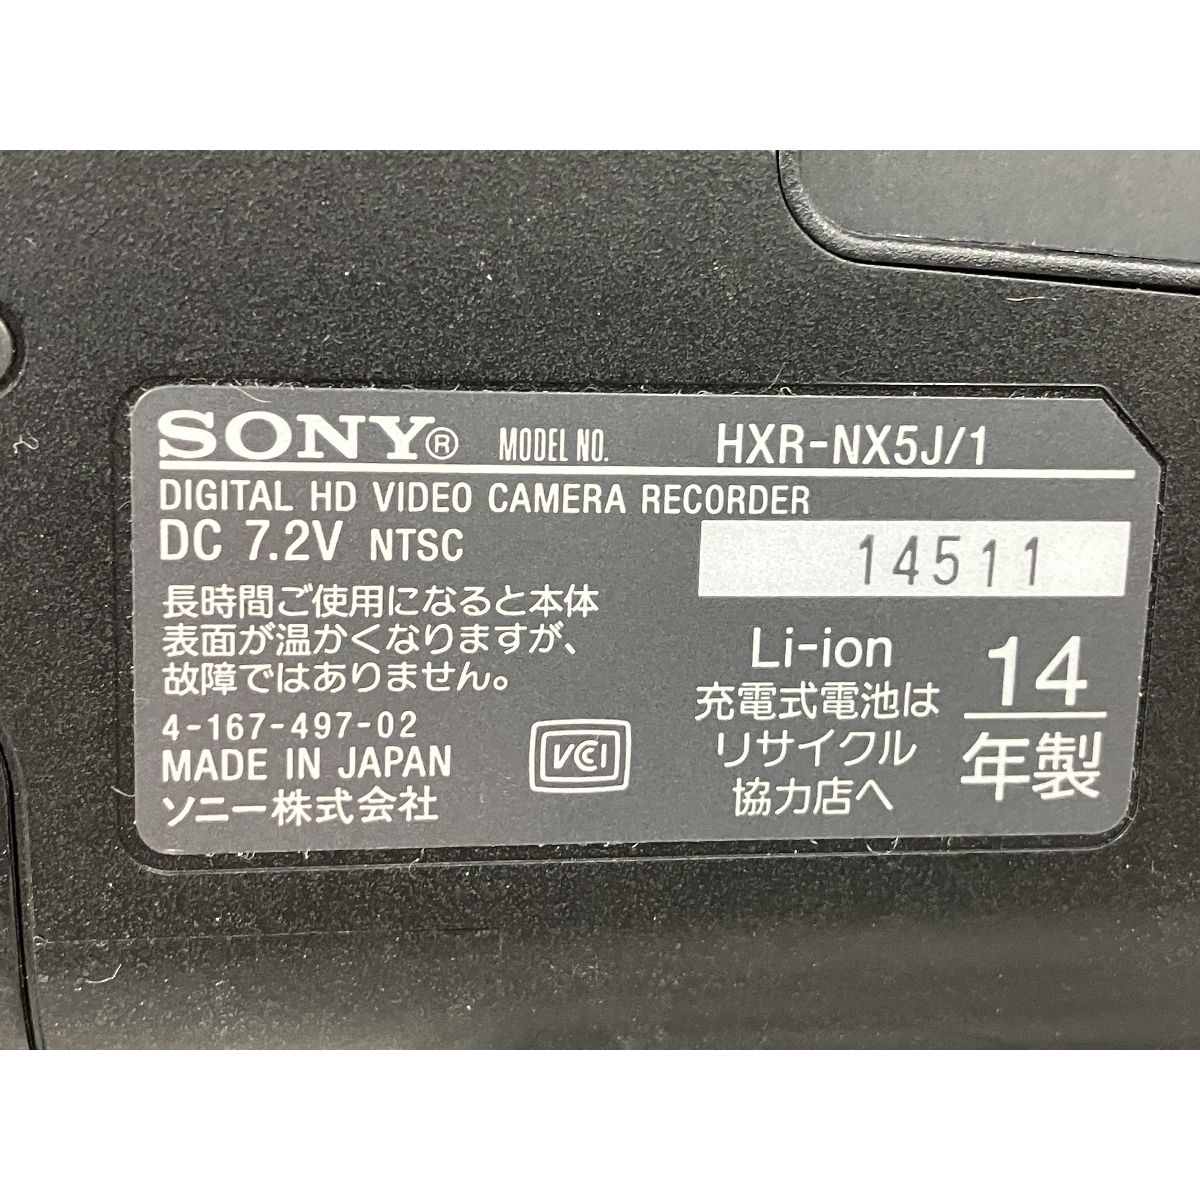 SONY® MODEL NO. HXR-NX5J/1
DIGITAL HD VIDEO CAMERA RECORDER
DC 7.2V NTSC
14511
長時間ご使用になると本体
表面が温かくなりますが、
故障ではありません。
4-167-497-02
MADE IN JAPAN
ソニー株式会社
VCCI
Li-ion
充電式電池は
リサイクル
協力店へ
14
年製